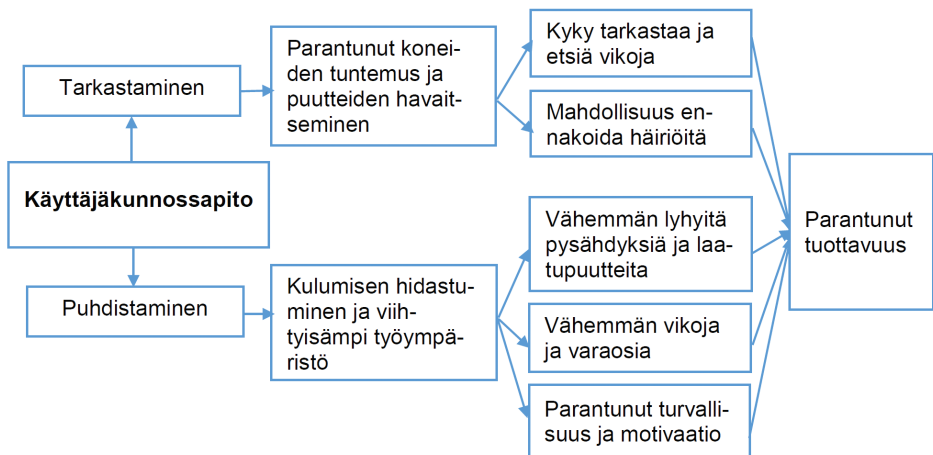 Käyttäjäkunnossapito
Tarkastaminen
Parantunut konei-
den tuntemus ja
puutteiden havait-
seminen
Kyky tarkastaa ja
etsiä vikoja
Mahdollisuus en-
nakoida häiriöitä
Puhdistaminen
Kulumisen hidastu-
minen ja viih-
tyisämpi työympä-
ristö
Vähemmän lyhyitä
pysähdyksiä ja laa-
tupuutteita
Vähemmän vikoja
ja varaosia
Parantunut turvalli-
suus ja motivaatio
Parantunut
tuottavuus